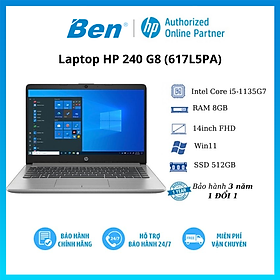 Ben
hp
Authorized
Online Partner
Laptop HP 240 G8 (617L5PA)
Intel Core i5-1135G7
RAM 8GB
14inch FHD
Win11
SSD 512GB
Bảo hành 3 năm
1 ĐỔI 1
BẢO HÀNH
CHÍNH HÃNG
HỖ TRỢ
BẢO HÀNH 24/7
MIỄN PHÍ
VẬN CHUYỂN